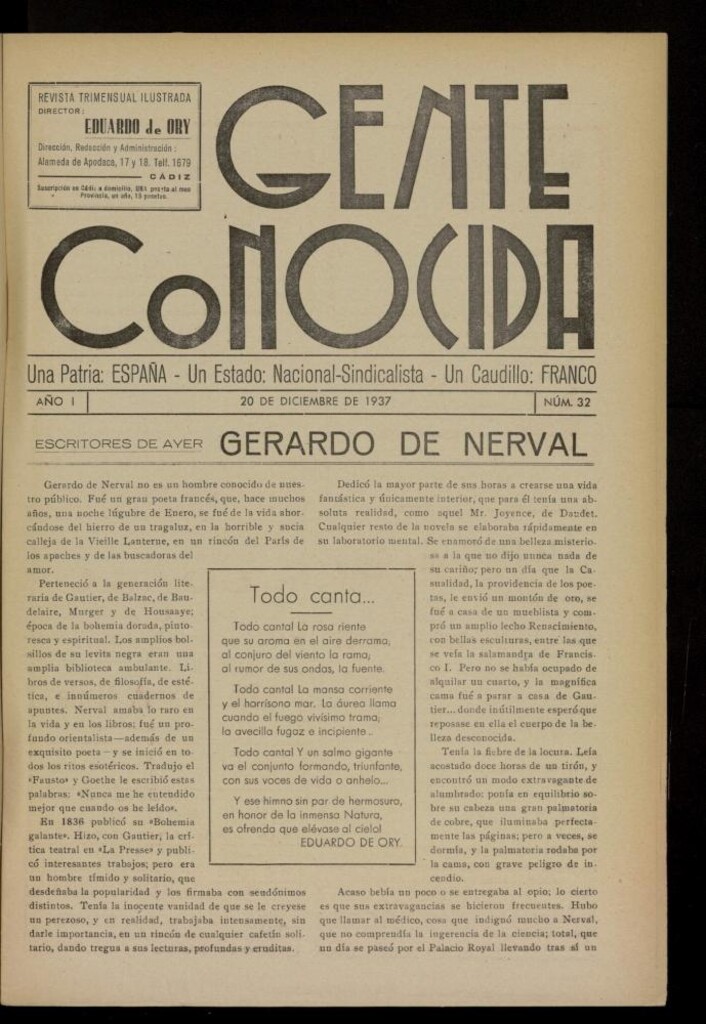 REVISTA TRIMENSUAL ILUSTRADA
DIRECTOR:
EDUARDO de ORY
Dirección, Redacción y Administración:
Alameda de Apodaca, 17 y 18. Telf. 1679
CÁDIZ
Suscripción en Cádiz a domicilio, UNA peseta al mes
Provincia, un año, 15 pesetas.
GENTE
CONOCIDA
Una Patria: ESPAÑA - Un Estado: Nacional-Sindicalista - Un Caudillo: FRANCO
AÑO I
20 DE DICIEMBRE DE 1937
NÚM. 32
ESCRITORES DE AYER GERARDO DE NERVAL
Gerardo de Nerval no es un hombre conocido de nues-
tro público. Fué un gran poeta francés, que, hace muchos
años, una noche lúgubre de Enero, se fué de la vida ahor-
cándose del hierro de un tragaluz, en la horrible y socia
calleja de la Vieille Lanterne, en un rincón del París de
los apaches y de las buscadoras del
amor.
Perteneció a la generación lite-
raria de Gautier, de Balzac, de Bau-
delaire, Murger y de Houssaye;
época de la bohemia dorada, pinto-
resca y espiritual. Los amplios bol-
sillos de su levita negra eran una
amplia biblioteca ambulante. Li-
bros de versos, de filosofía, de esté-
tica, e innúmeros cuadernos de
apuntes. Nerval amaba lo raro en
la vida y en los libros; fué un pro-
fundo orientalista—además de un
exquisito poeta—y se inició en to-
dos los ritos esotéricos. Tradujo el
«Fausto» y Goethe le escribió estas
palabras: «Nunca me he entendido
mejor que cuando os he leído».
En 1836 publicó su «Bohemia
galante». Hizo, con Gautier, la crí-
tica teatral en «La Presse» y publi-
có interesantes trabajos; pero era
un hombre tímido y solitario, que
desdeñaba la popularidad y los firmaba con seudónimos
distintos. Tenía la inocente vanidad de que se le creyese
un perezoso, y en realidad, trabajaba intensamente, sin
darle importancia, en un rincón de cualquier cafetín soli-
tario, dando tregua a sus lecturas, profundas y eruditas.
Todo canta...
Todo canta! La rosa riente
que su aroma en el aire derrama;
al conjuro del viento la rama;
al rumor de sus ondas, la fuente.
Todo canta! La mansa corriente
y el harrísono mar. La áurea llama
cuando el fuego vivísimo trama;
la avecilla fugaz e incipiente..
Todo canta! Y un salmo gigante
va el conjunto formando, triunfante,
con sus voces de vida o anhelo...
Y ese himno sin par de hermosura,
en honor de la inmensa Natura,
es ofrenda que elévase al cielo!
EDUARDO DE ORY.
Dedicó la mayor parte de sus horas a crearse una vida
fantástica y únicamente interior, que para él tenía una ab-
soluta realidad, como aquel Mr. Joyence, de Daudet.
Cualquier resto de la novela se elaboraba rápidamente en
su laboratorio mental. Se enamoró de una belleza misterio-
sa a la que no dijo nunca nada de
su cariño; pero un día que la Ca-
sualidad, la providencia de los poe-
tas, le envió un montón de oro, se
fué a casa de un mueblista y com-
pró un amplio lecho Renacimiento,
con bellas esculturas, entre las que
se veía la salamandra de Francis-
co I. Pero no se había ocupado de
alquilar un cuarto, y la magnífica
cama fué a parar a casa de Gau-
tier... donde inútilmente esperó que
reposase en ella el cuerpo de la be-
lleza desconocida.
Tenía la fiebre de la locura. Leía
acostado doce horas de un tirón, y
encontró un modo extravagante de
alumbrado; ponía en equilibrio so-
bre su cabeza una gran palmatoria
de cobre, que iluminaba perfecta-
mente las páginas; pero a veces, se
dormía, y la palmatoria rodaba por
la cama, con grave peligro de in-
cendio.
Acaso bebía un poco o se entregaba al opio; lo cierto
es que sus extravagancias se hicieron frecuentes. Hubo
que llamar al médico, cosa que indignó mucho a Nerval,
que no comprendía la ingerencia de la ciencia; total, que
un día se paseó por el Palacio Royal llevando tras sí un